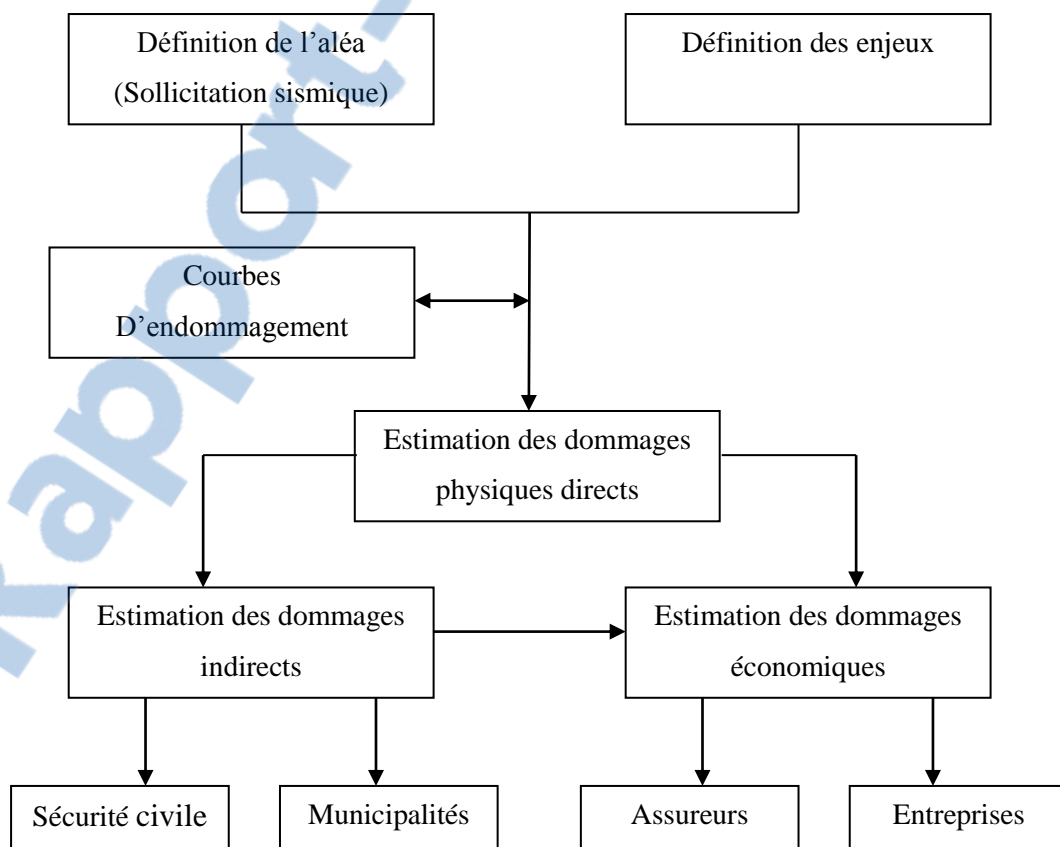 Définition de l’aléa
(Sollicitation sismique)
Définition des enjeux
Courbes
D’endommagement
Estimation des dommages
physiques directs
Estimation des dommages
indirects
Estimation des dommages
économiques
Sécurité civile
Municipalités
Assureurs
Entreprises
Rapport-